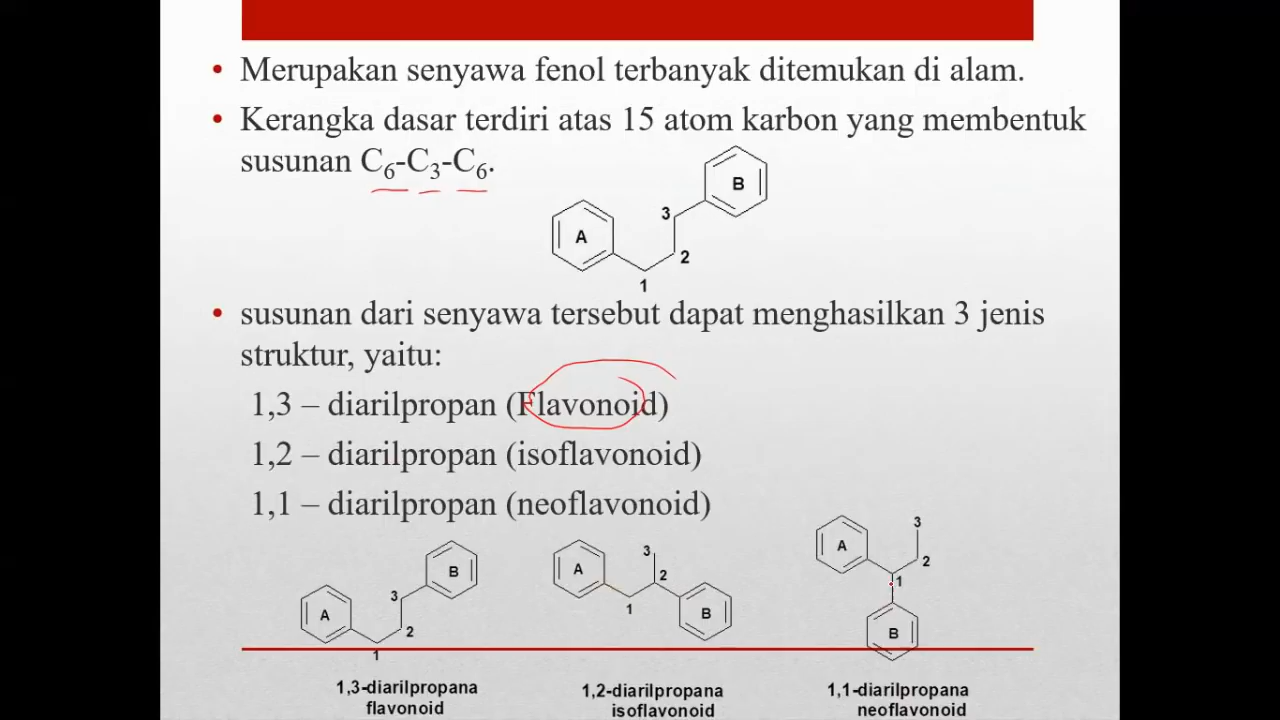 • Merupakan senyawa fenol terbanyak ditemukan di alam.
• Kerangka dasar terdiri atas 15 atom karbon yang membentuk
susunan C₆-C₃-C₆.
A
1
2
3
B
• susunan dari senyawa tersebut dapat menghasilkan 3 jenis
struktur, yaitu:
1,3 – diarilpropan (Flavonoid)
1,2 – diarilpropan (isoflavonoid)
1,1 – diarilpropan (neoflavonoid)
A
1
2
3
B
1,3-diarilpropana
flavonoid
A
1
2
3
B
1,2-diarilpropana
isoflavonoid
A
1
2
3
B
1,1-diarilpropana
neoflavonoid